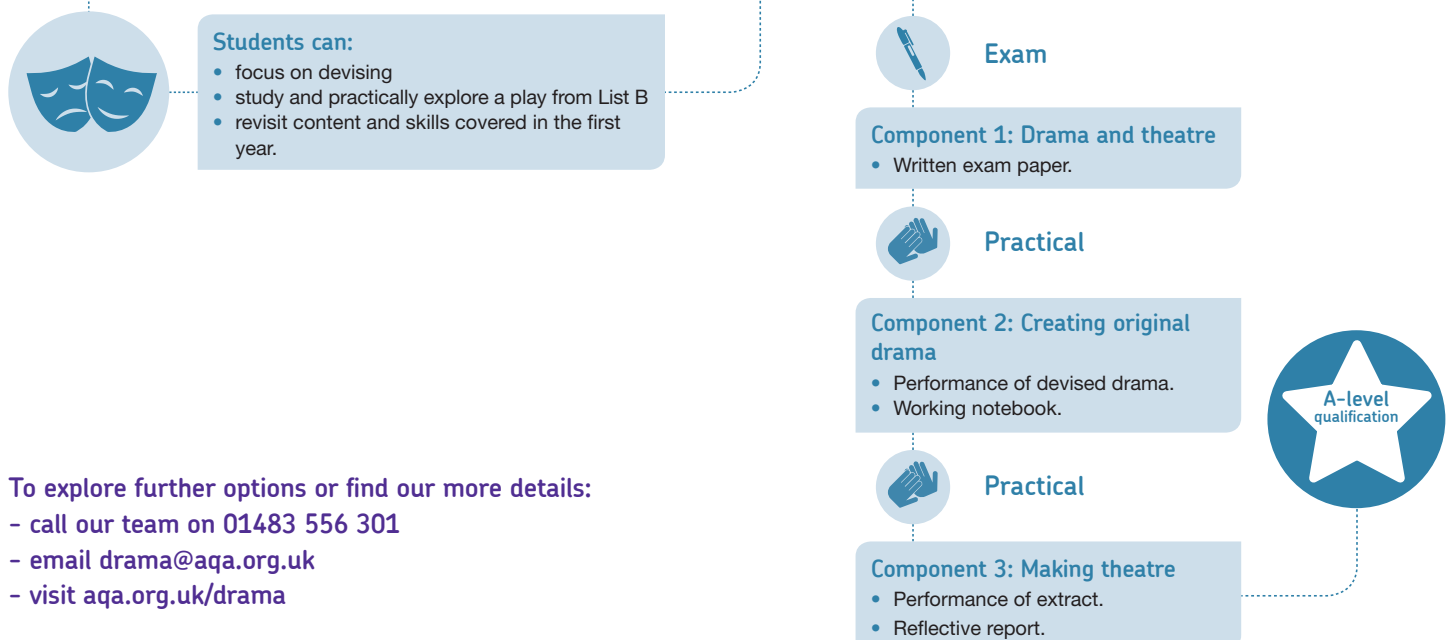 Students can:
• focus on devising
• study and practically explore a play from List B
• revisit content and skills covered in the first
year.
Exam
Component 1: Drama and theatre
• Written exam paper.
Practical
Component 2: Creating original
drama
• Performance of devised drama.
• Working notebook.
Practical
Component 3: Making theatre
• Performance of extract.
• Reflective report.
A-level
qualification
To explore further options or find our more details:
- call our team on 01483 556 301
- email drama@aqa.org.uk
- visit aqa.org.uk/drama